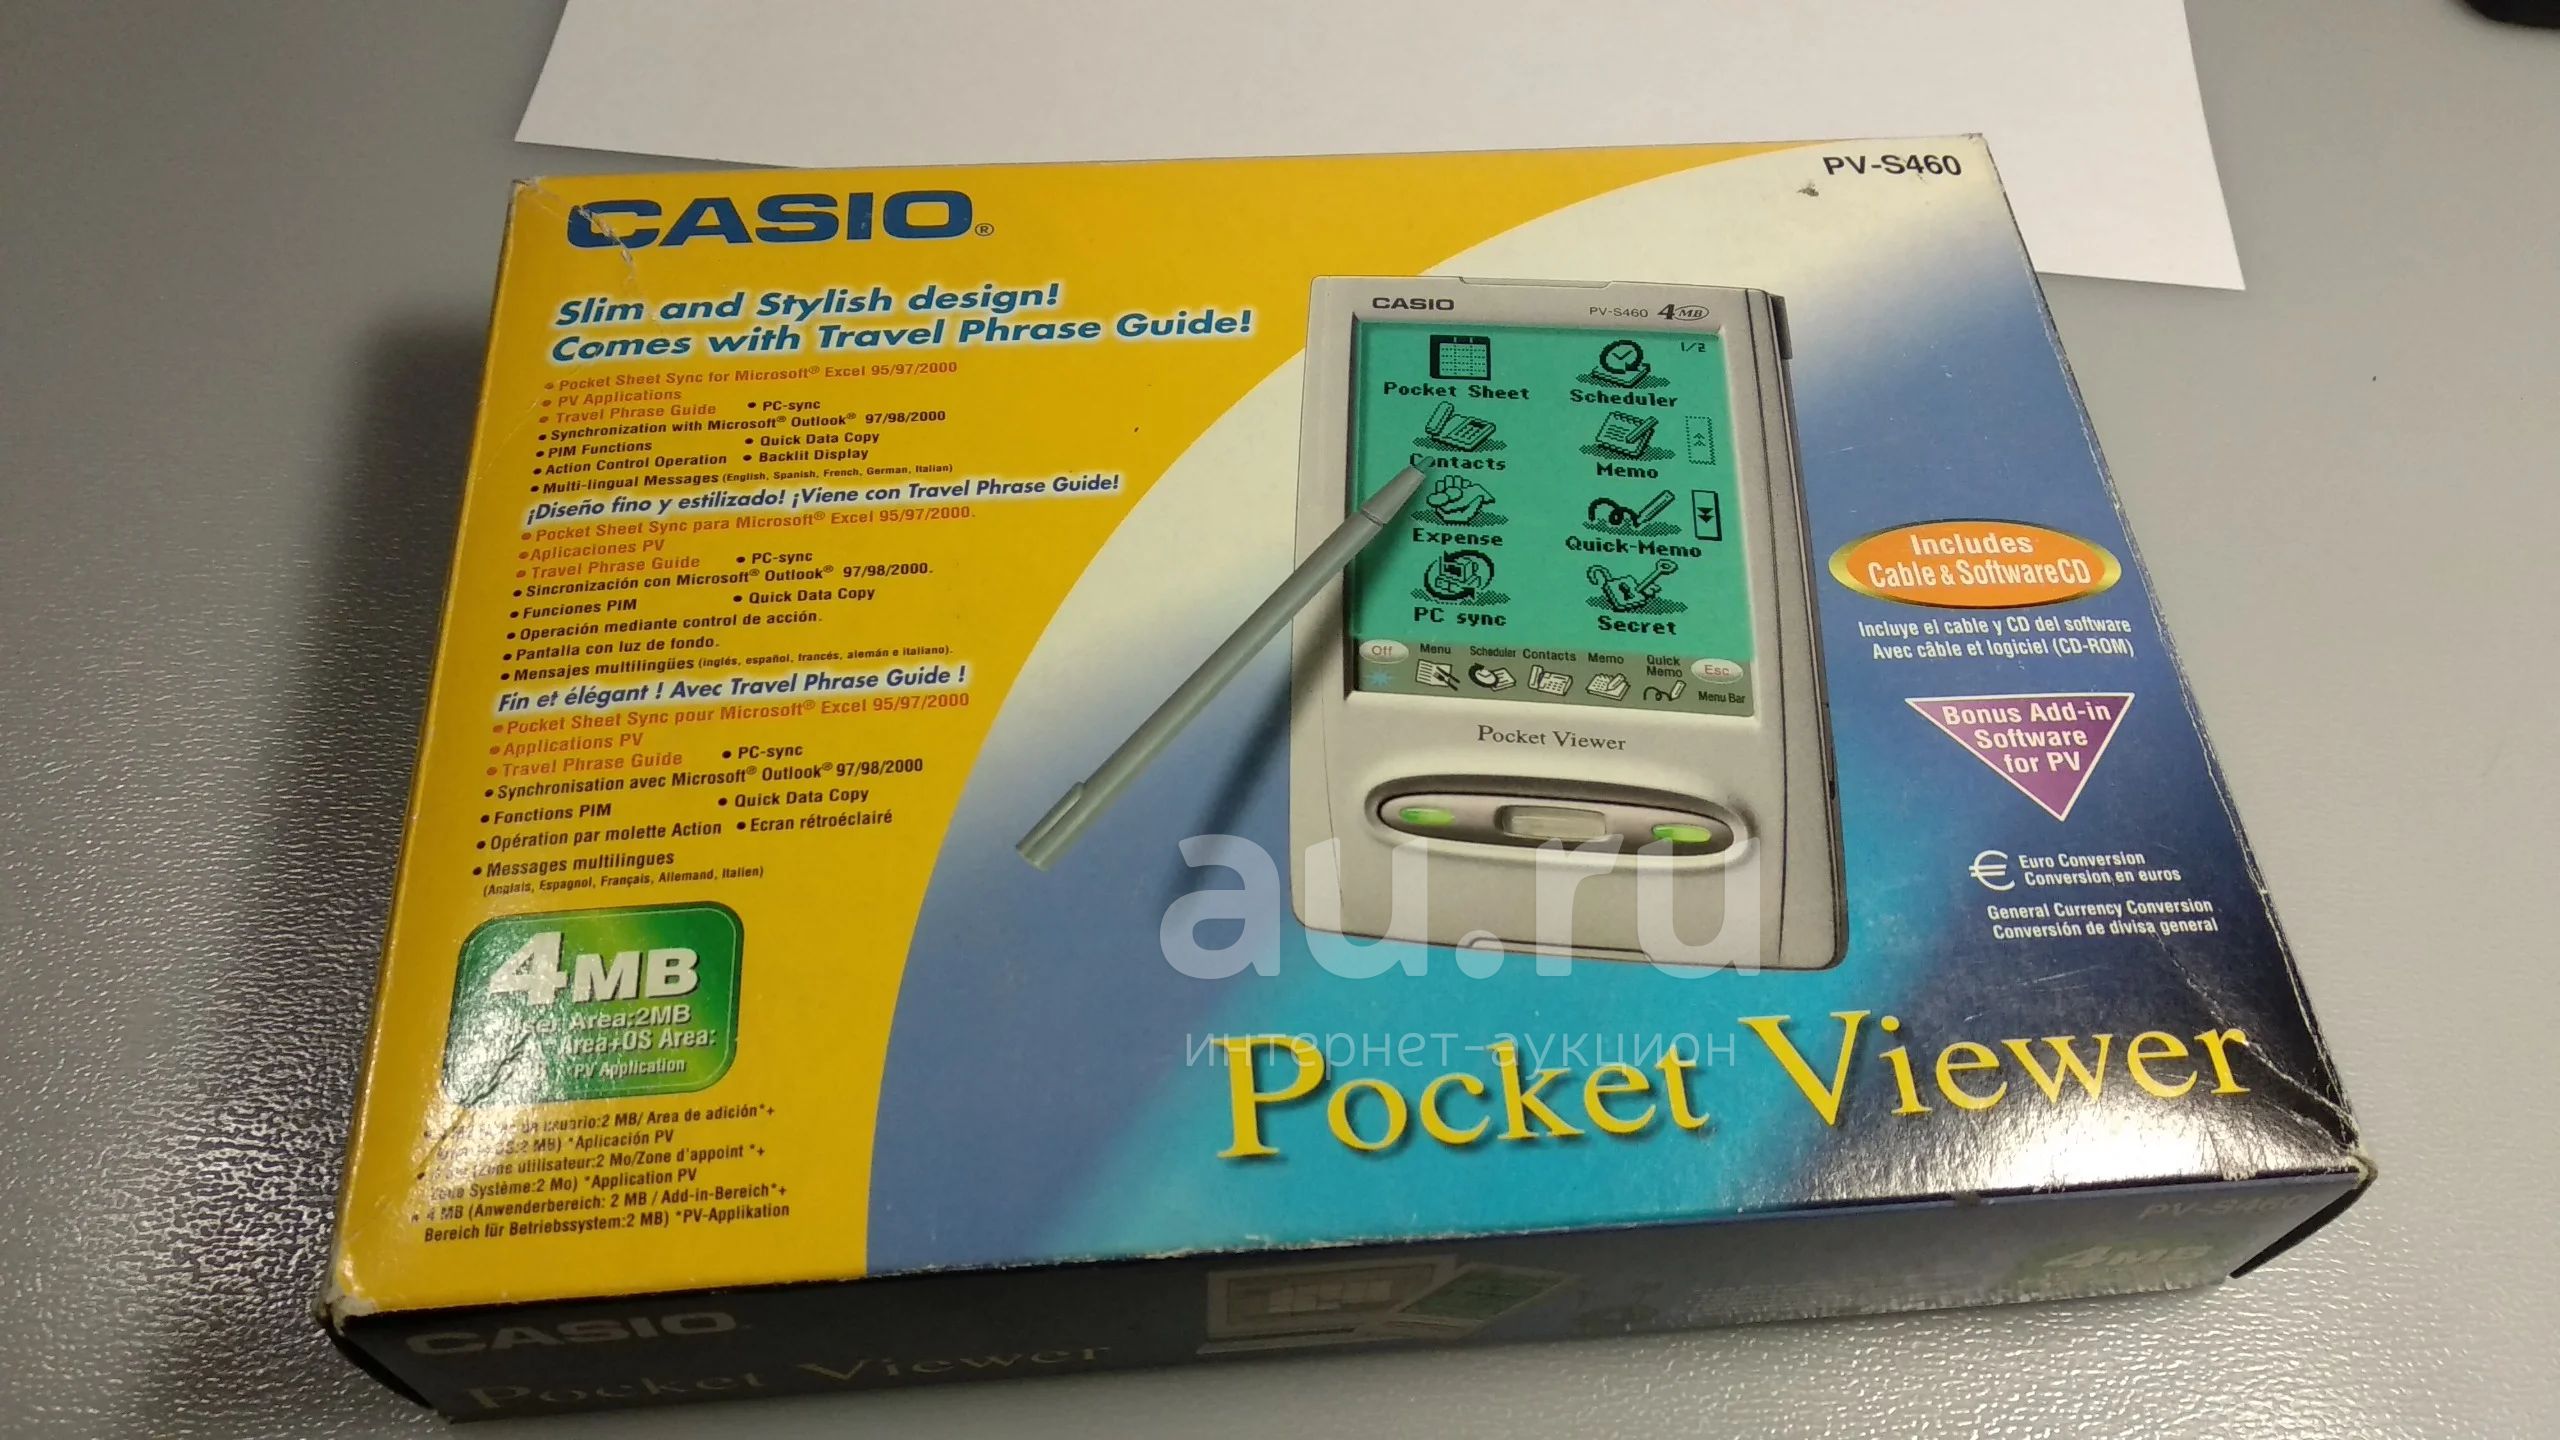 PV-S460
CASIO®
Slim and Stylish design!
Comes with Travel Phrase Guide!
• Pocket Sheet Sync for Microsoft® Excel 95/97/2000
• PV Applications
• Travel Phrase Guide • PC-sync
• Synchronization with Microsoft® Outlook® 97/98/2000
• PIM Functions • Quick Data Copy
• Action Control Operation • Backlit Display
• Multi-lingual Messages (English, Spanish, French, German, Italian)
¡Diseño fino y estilizado! ¡Viene con Travel Phrase Guide!
• Pocket Sheet Sync para Microsoft® Excel 95/97/2000.
• Aplicaciones PV
• Travel Phrase Guide • PC-sync
• Sincronización con Microsoft® Outlook® 97/98/2000.
• Funciones PIM • Quick Data Copy
• Operación mediante control de acción.
• Pantalla con luz de fondo.
• Mensajes multilingües (inglés, español, francés, alemán e italiano).
Fin et élégant ! Avec Travel Phrase Guide !
• Pocket Sheet Sync pour Microsoft® Excel 95/97/2000
• Applications PV
• Travel Phrase Guide • PC-sync
• Synchronisation avec Microsoft® Outlook® 97/98/2000
• Fonctions PIM • Quick Data Copy
• Opération par molette Action • Ecran rétroéclairé
• Messages multilingues
(Anglais, Espagnol, Français, Allemand, Italien)
4MB
Area:2MB
Area+OS Area:
*PV Application
usuario:2 MB/ Area de adición*+
MB) *Aplicación PV
utilisateur:2 Mo/Zone d'appoint *+
Zone Système:2 Mo) *Application PV
• 4 MB (Anwenderbereich: 2 MB / Add-in-Bereich*+
Bereich für Betriebssystem:2 MB) *PV-Applikation
CASIO
PV-S460 4MB
1/2
Pocket Sheet Scheduler
Contacts Memo
Expense Quick-Memo
PC sync Secret
Off Menu Scheduler Contacts Memo Quick Memo Esc
Menu Bar
Pocket Viewer
Includes
Cable & SoftwareCD
Incluye el cable y CD del software
Avec câble et logiciel (CD-ROM)
Bonus Add-in
Software
for PV
€ Euro Conversion
Conversion en euros
General Currency Conversion
Conversión de divisa general
au.ru
интернет-аукцион
Pocket Viewer
CASIO
Pocket Viewer
PV-S460
4MB